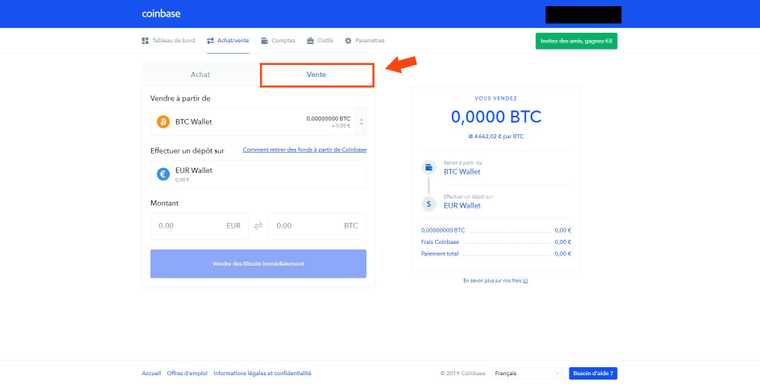 coinbase
Tableau de bord
Achat/vente
Comptes
Outils
Paramètres
Invitez des amis, gagnez 8 €
Achat
Vente
Vendre à partir de
BTC Wallet
0,00000000 BTC
≈ 0,00 €
Effectuer un dépôt sur
Comment retirer des fonds à partir de Coinbase
EUR Wallet
0,00 €
Montant
0.00 EUR
0.00 BTC
Vendre des Bitcoin immédiatement
VOUS VENDEZ
0,0000 BTC
@ 4 662,02 € par BTC
Retrait à partir de
BTC Wallet
Effectuer un dépôt sur
EUR Wallet
0,00000000 BTC 0,00 €
Frais Coinbase 0,00 €
Paiement total 0,00 €
En savoir plus sur nos frais ici
Accueil
Offres d'emploi
Informations légales et confidentialité
© 2019 Coinbase
Français
Besoin d'aide ?